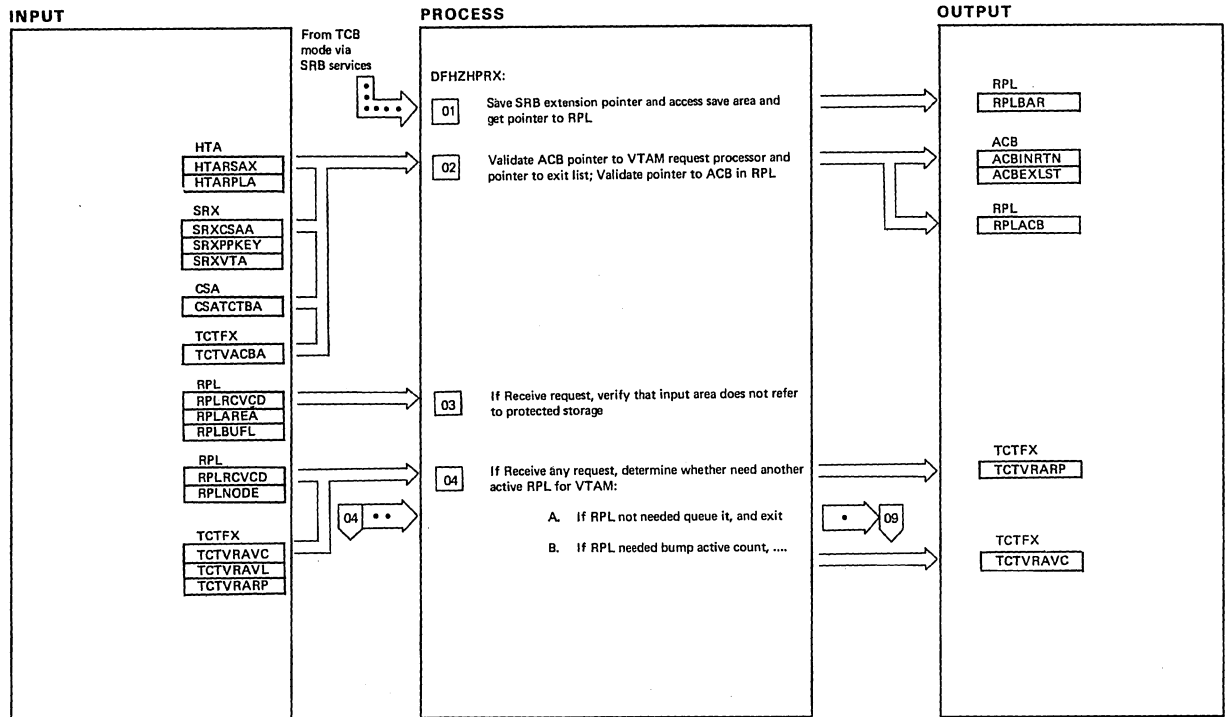 INPUT
PROCESS
OUTPUT
From TCB
mode via
SRB services
DFHZHPRX:
01
Save SRB extension pointer and access save area and
get pointer to RPL
RPL
RPLBAR
HTA
HTARSAX
HTARPLA
02
Validate ACB pointer to VTAM request processor and
pointer to exit list; Validate pointer to ACB in RPL
ACB
ACBINRTN
ACBEXLST
RPL
RPLACB
SRX
SRXCSAA
SRXPPKEY
SRXVTA
CSA
CSATCTBA
TCTFX
TCTVACBA
RPL
RPLRCVCD
RPLAREA
RPLBUFL
03
If Receive request, verify that input area does not refer
to protected storage
RPL
RPLRCVCD
RPLNODE
04
If Receive any request, determine whether need another
active RPL for VTAM:
TCTFX
TCTVRARP
04
A. If RPL not needed queue it, and exit
09
B. If RPL needed bump active count, ....
TCTFX
TCTVRAVC
TCTVRAVL
TCTVRARP
TCTFX
TCTVRAVC